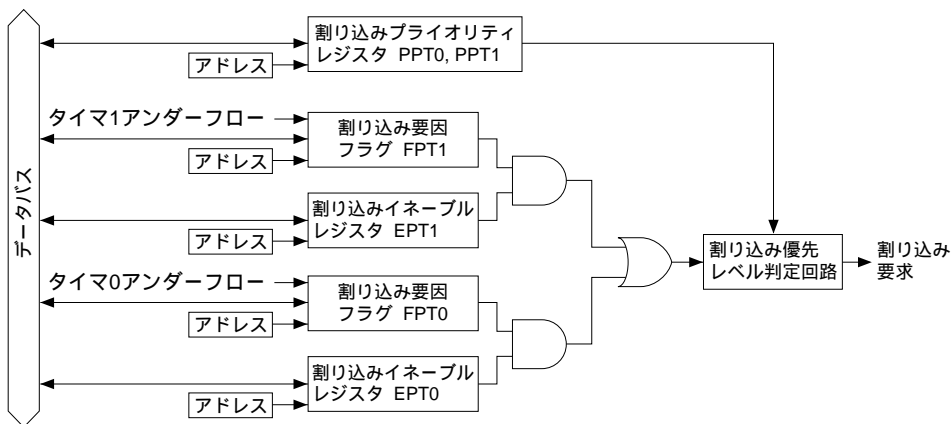 データバス
割り込みプライオリティ
レジスタ PPT0, PPT1
アドレス
タイマ1アンダーフロー
割り込み要因
フラグ FPT1
アドレス
割り込みイネーブル
レジスタ EPT1
アドレス
タイマ0アンダーフロー
割り込み要因
フラグ FPT0
アドレス
割り込みイネーブル
レジスタ EPT0
アドレス
割り込み優先
レベル判定回路
割り込み
要求